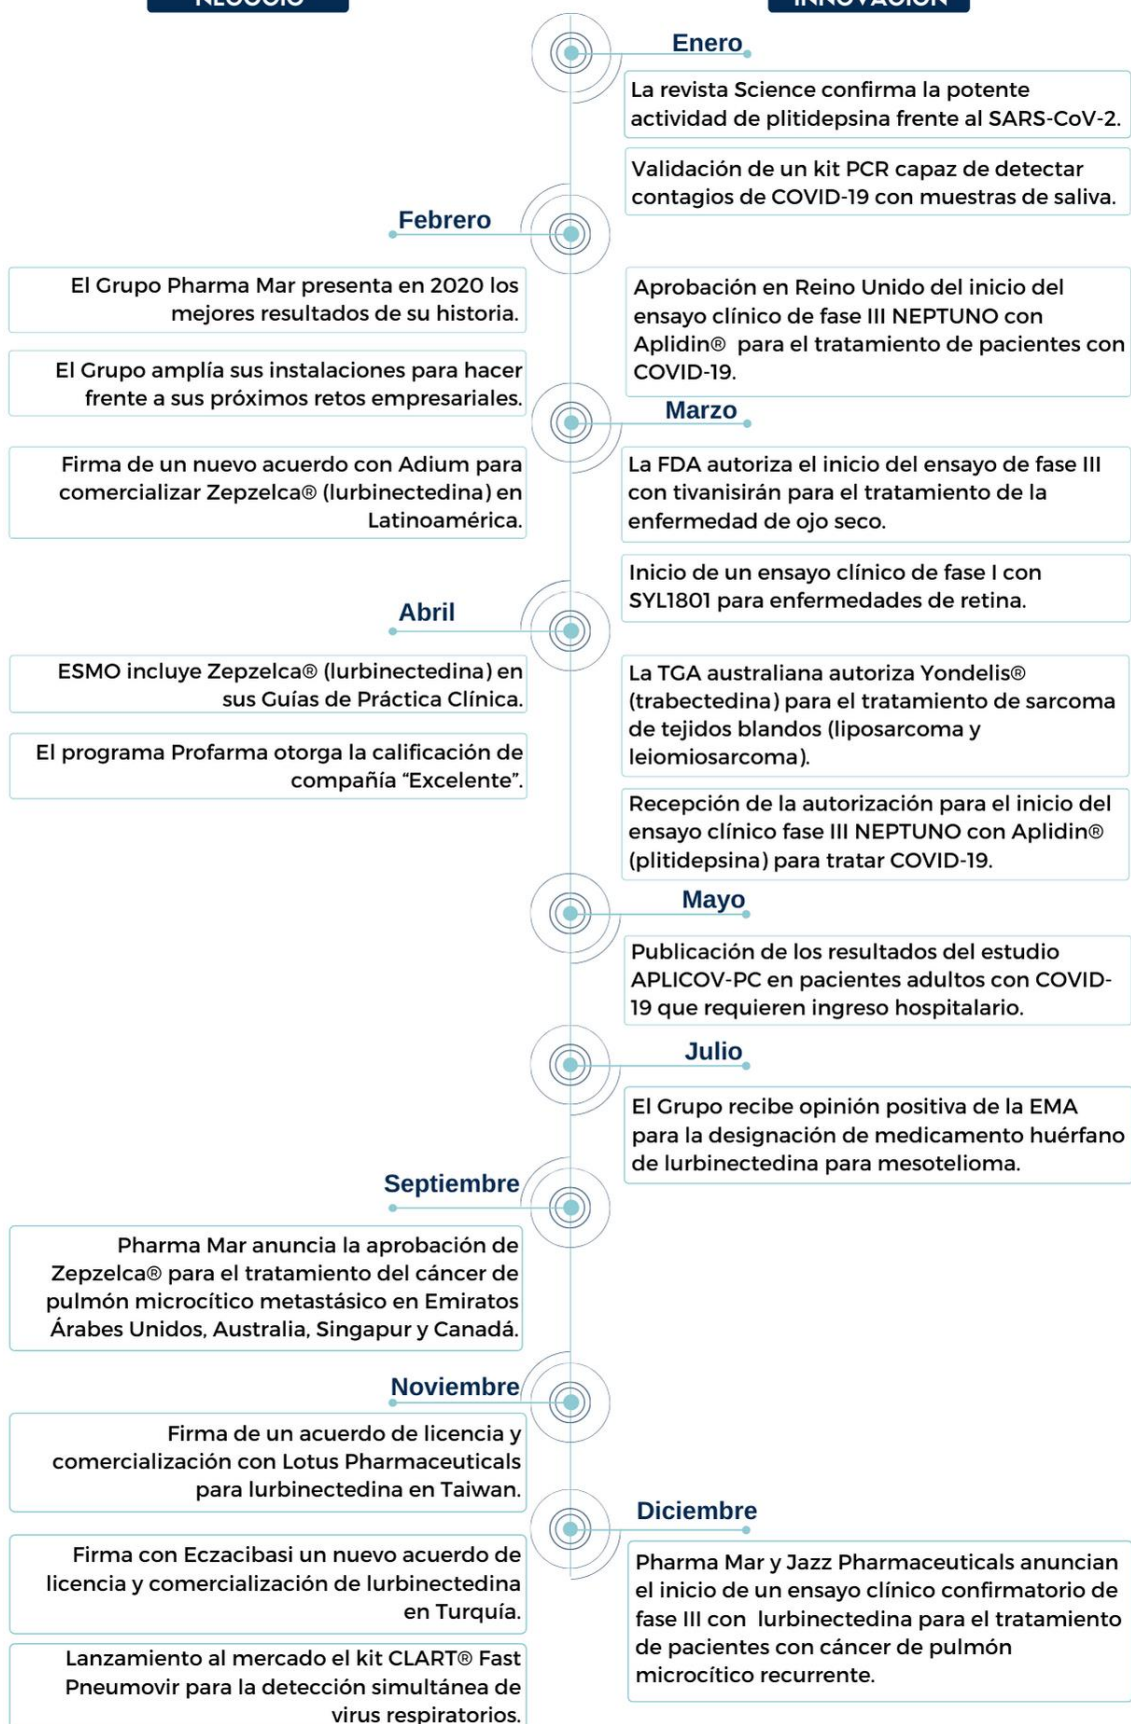 NEGOCIO
INNOVACIÓN
Enero
La revista Science confirma la potente
actividad de plitidepsina frente al SARS-CoV-2.
Validación de un kit PCR capaz de detectar
contagios de COVID-19 con muestras de saliva.
Febrero
El Grupo Pharma Mar presenta en 2020 los
mejores resultados de su historia.
El Grupo amplía sus instalaciones para hacer
frente a sus próximos retos empresariales.
Aprobación en Reino Unido del inicio del
ensayo clínico de fase III NEPTUNO con
Aplidin® para el tratamiento de pacientes con
COVID-19.
Marzo
Firma de un nuevo acuerdo con Adium para
comercializar Zepzelca® (lurbinectedina) en
Latinoamérica.
La FDA autoriza el inicio del ensayo de fase III
con tivanisirán para el tratamiento de la
enfermedad de ojo seco.
Inicio de un ensayo clínico de fase I con
SYL1801 para enfermedades de retina.
Abril
ESMO incluye Zepzelca® (lurbinectedina) en
sus Guías de Práctica Clínica.
El programa Profarma otorga la calificación de
compañía “Excelente”.
La TGA australiana autoriza Yondelis®
(trabectedina) para el tratamiento de sarcoma
de tejidos blandos (liposarcoma y
leiomiosarcoma).
Recepción de la autorización para el inicio del
ensayo clínico fase III NEPTUNO con Aplidin®
(plitidepsina) para tratar COVID-19.
Mayo
Publicación de los resultados del estudio
APLICOV-PC en pacientes adultos con COVID-
19 que requieren ingreso hospitalario.
Julio
El Grupo recibe opinión positiva de la EMA
para la designación de medicamento huérfano
de lurbinectedina para mesotelioma.
Septiembre
Pharma Mar anuncia la aprobación de
Zepzelca® para el tratamiento del cáncer de
pulmón microcítico metastásico en Emiratos
Árabes Unidos, Australia, Singapur y Canadá.
Noviembre
Firma de un acuerdo de licencia y
comercialización con Lotus Pharmaceuticals
para lurbinectedina en Taiwan.
Firma con Eczacibasi un nuevo acuerdo de
licencia y comercialización de lurbinectedina
en Turquía.
Lanzamiento al mercado el kit CLART® Fast
Pneumovir para la detección simultánea de
virus respiratorios.
Diciembre
Pharma Mar y Jazz Pharmaceuticals anuncian
el inicio de un ensayo clínico confirmatorio de
fase III con lurbinectedina para el tratamiento
de pacientes con cáncer de pulmón
microcítico recurrente.